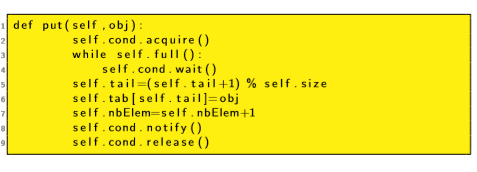 1 def put(self,obj):
2 self.cond.acquire()
3 while self.full():
4 self.cond.wait()
5 self.tail=(self.tail+1) % self.size
6 self.tab[self.tail]=obj
7 self.nbElem=self.nbElem+1
8 self.cond.notify()
9 self.cond.release()